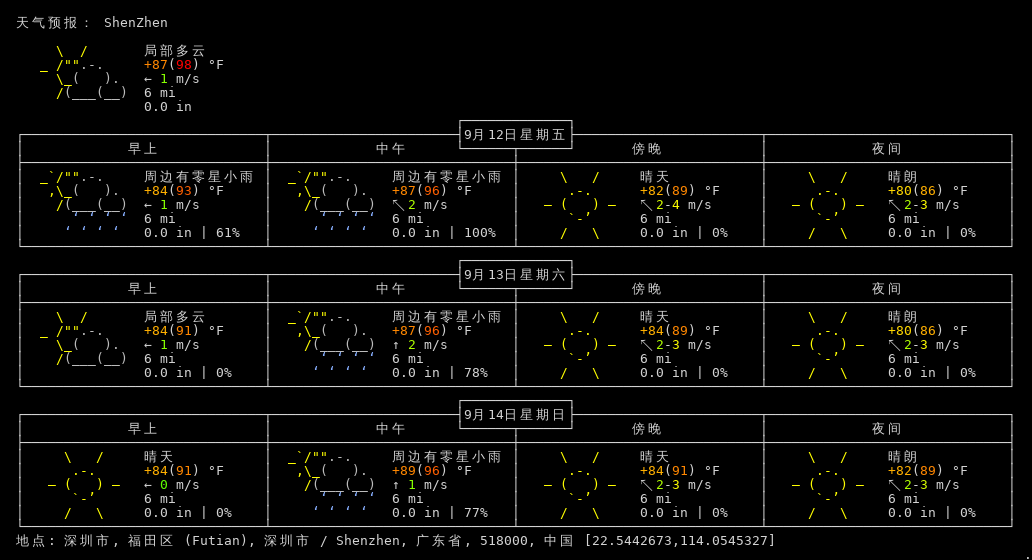 天气预报： ShenZhen
局部多云
+87(98) °F
← 1 m/s
6 mi
0.0 in
9月12日星期五
早上 中午 傍晚 夜间
周边有零星小雨 周边有零星小雨 晴天 晴朗
+84(93) °F +87(96) °F +82(89) °F +80(86) °F
← 1 m/s ↖ 2 m/s ↖ 2-4 m/s ↖ 2-3 m/s
6 mi 6 mi 6 mi 6 mi
0.0 in | 61% 0.0 in | 100% 0.0 in | 0% 0.0 in | 0%
9月13日星期六
早上 中午 傍晚 夜间
局部多云 周边有零星小雨 晴天 晴朗
+84(91) °F +87(96) °F +84(89) °F +80(86) °F
← 1 m/s ↑ 2 m/s ↖ 2-3 m/s ↖ 2-3 m/s
6 mi 6 mi 6 mi 6 mi
0.0 in | 0% 0.0 in | 78% 0.0 in | 0% 0.0 in | 0%
9月14日星期日
早上 中午 傍晚 夜间
晴天 周边有零星小雨 晴天 晴朗
+84(91) °F +89(96) °F +84(91) °F +82(89) °F
← 0 m/s ↑ 1 m/s ↖ 2-3 m/s ↖ 2-3 m/s
6 mi 6 mi 6 mi 6 mi
0.0 in | 0% 0.0 in | 77% 0.0 in | 0% 0.0 in | 0%
地点: 深圳市, 福田区 (Futian), 深圳市 / Shenzhen, 广东省, 518000, 中国 [22.5442673,114.0545327]